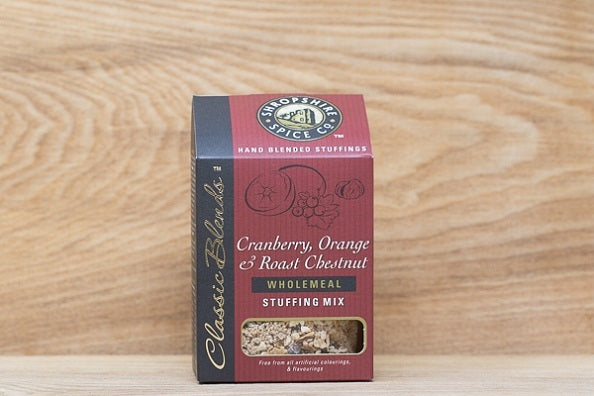 SHROPSHIRE
SPICE CO.
TM
HAND BLENDED STUFFINGS
Classic Blends
TM
Cranberry, Orange
& Roast Chestnut
WHOLEMEAL
STUFFING MIX
Free from all artificial colourings,
& flavourings